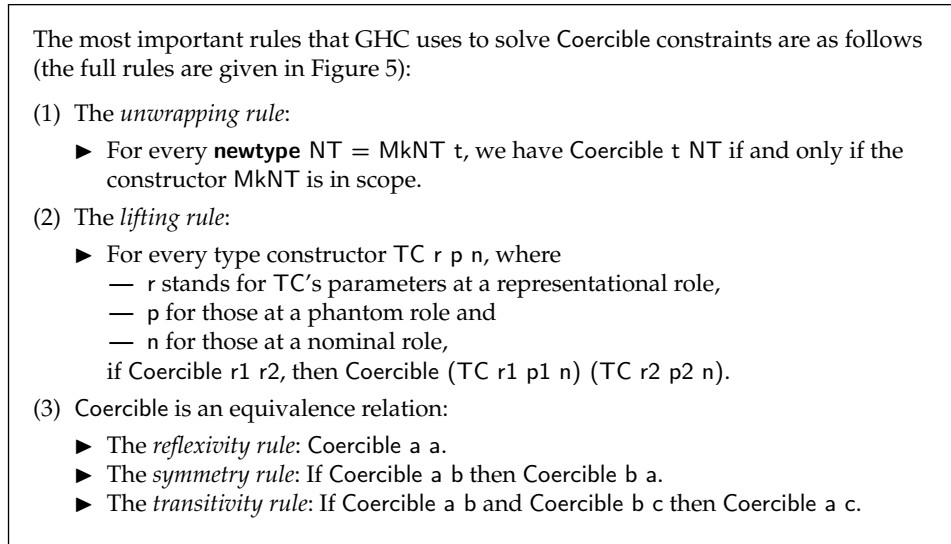 The most important rules that GHC uses to solve Coercible constraints are as follows
(the full rules are given in Figure 5):
(1) The unwrapping rule:
▶ For every newtype NT = MkNT t, we have Coercible t NT if and only if the
constructor MkNT is in scope.
(2) The lifting rule:
▶ For every type constructor TC r p n, where
— r stands for TC's parameters at a representational role,
— p for those at a phantom role and
— n for those at a nominal role,
if Coercible r1 r2, then Coercible (TC r1 p1 n) (TC r2 p2 n).
(3) Coercible is an equivalence relation:
▶ The reflexivity rule: Coercible a a.
▶ The symmetry rule: If Coercible a b then Coercible b a.
▶ The transitivity rule: If Coercible a b and Coercible b c then Coercible a c.